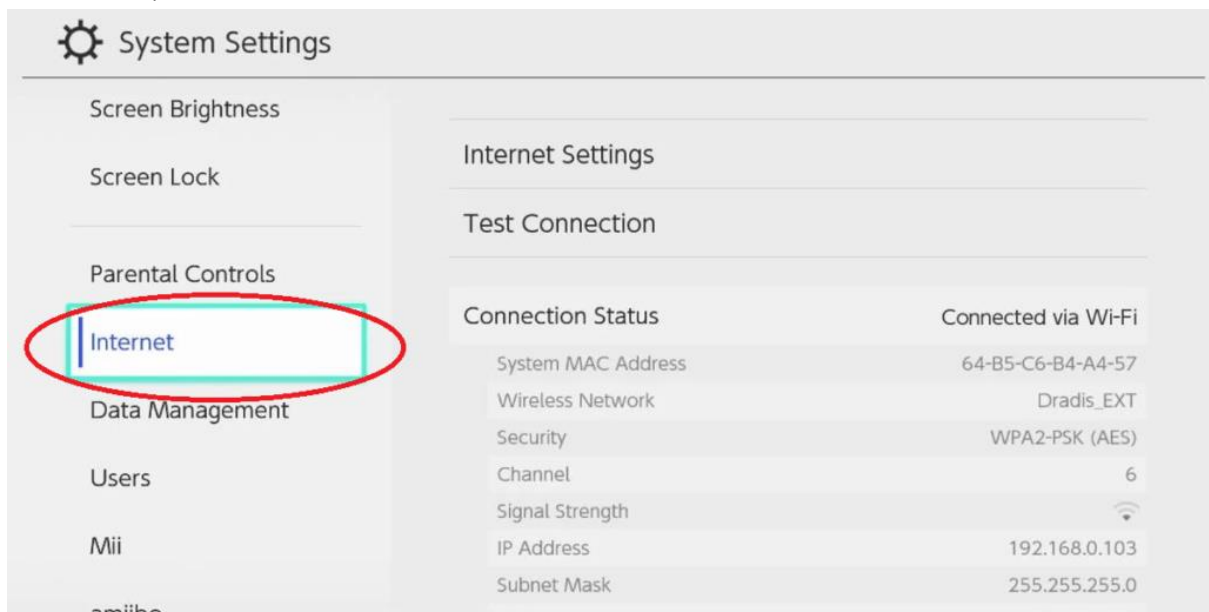 System Settings
Screen Brightness
Screen Lock
Parental Controls
Internet
Data Management
Users
Mii
amiibo
Internet Settings
Test Connection
Connection Status Connected via Wi-Fi
System MAC Address 64-B5-C6-B4-A4-57
Wireless Network Dradis_EXT
Security WPA2-PSK (AES)
Channel 6
Signal Strength
IP Address 192.168.0.103
Subnet Mask 255.255.255.0